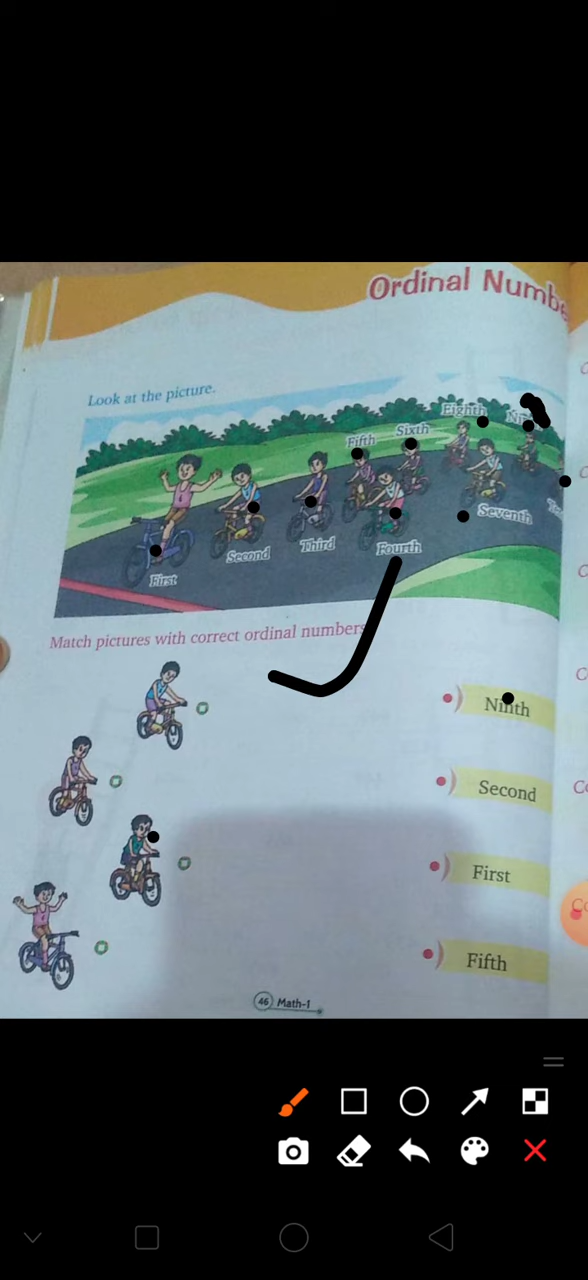 Ordinal Numbe
Look at the picture.
Eighth
Sixth
Fifth
Seventh
Fourth
Third
Second
First
Match pictures with correct ordinal numbers
Ninth
Second
First
Fifth
46 Math-1